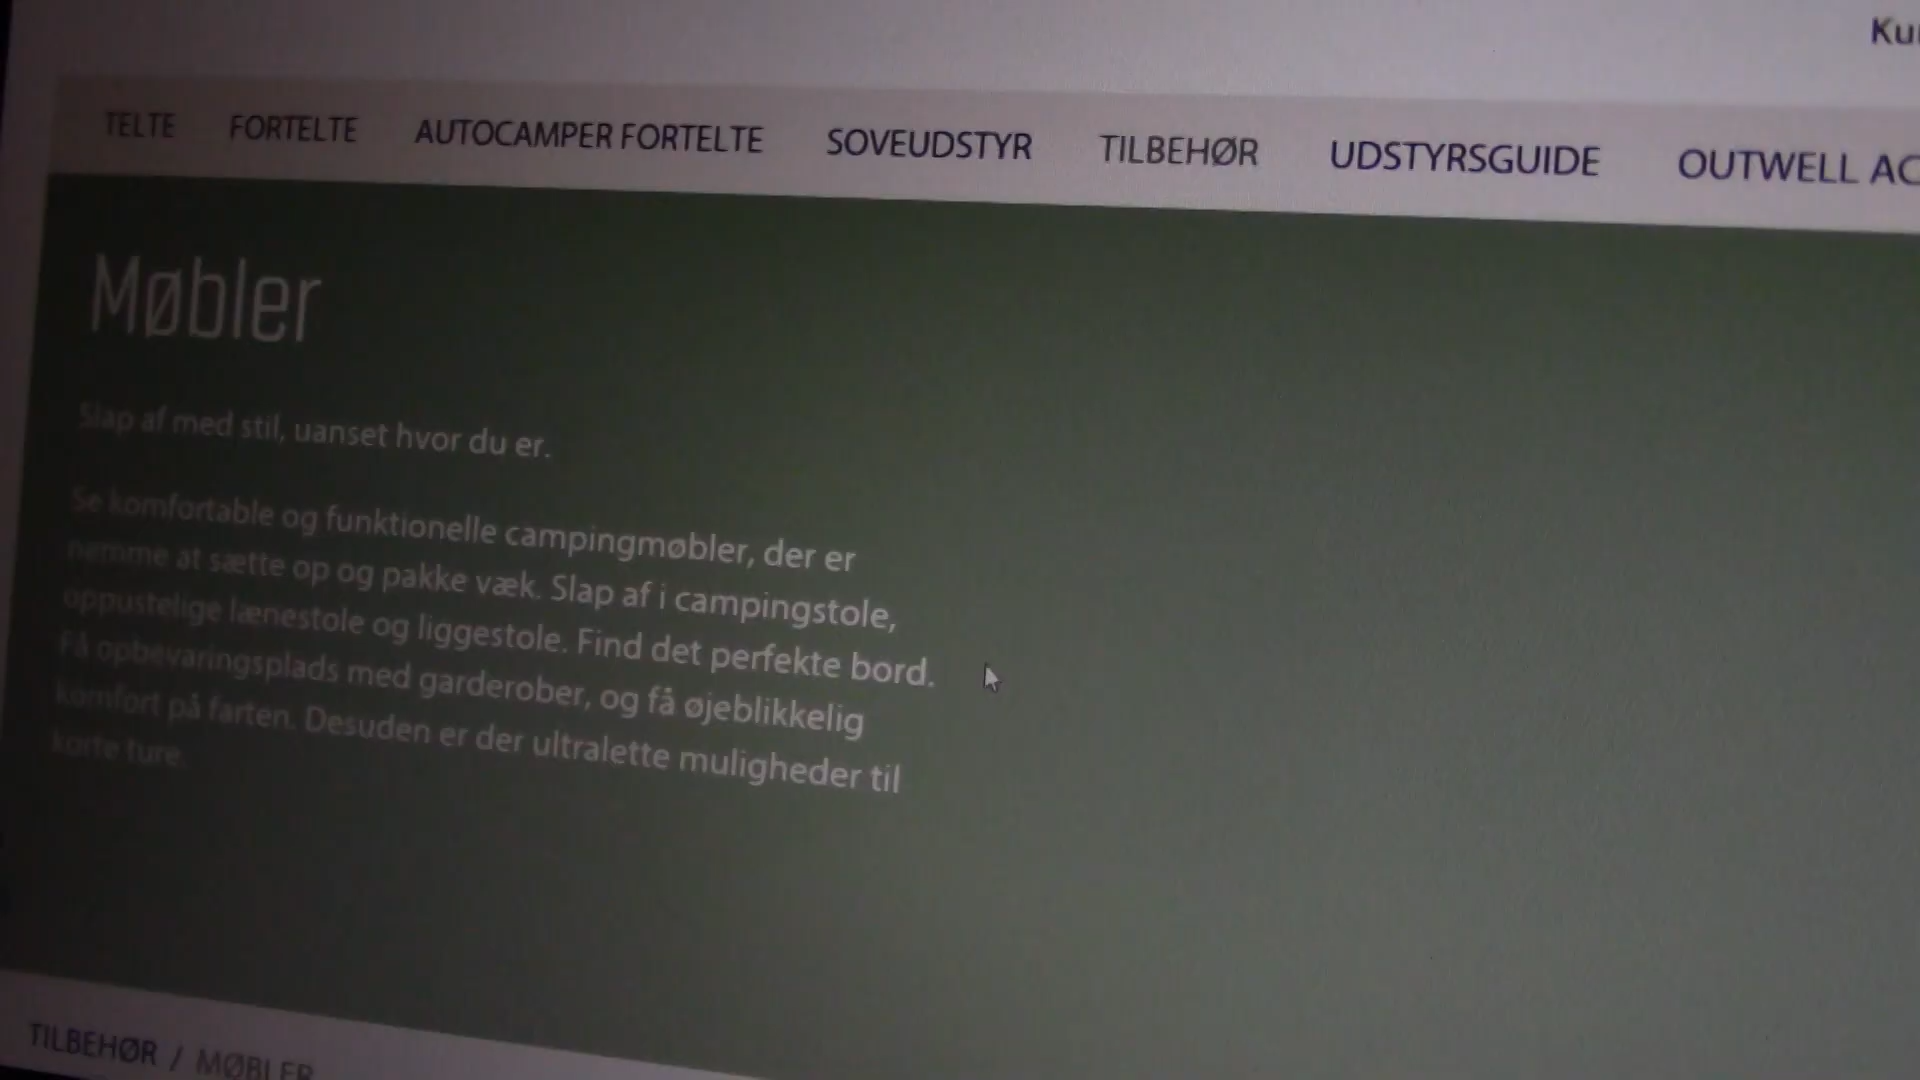 TELTE FORTELTE AUTOCAMPER FORTELTE SOVEUDSTYR TILBEHØR UDSTYRSGUIDE OUTWELL
Møbler
Slap af med stil, uanset hvor du er.
Se komfortable og funktionelle campingmøbler, der er
nemme at sætte op og pakke væk. Slap af i campingstole,
oppustelige lænestole og liggestole. Find det perfekte bord.
Få opbevaringsplads med garderober, og få øjeblikkelig
komfort på farten. Desuden er der ultralette muligheder til
korte ture.
TILBEHØR / MØBLER